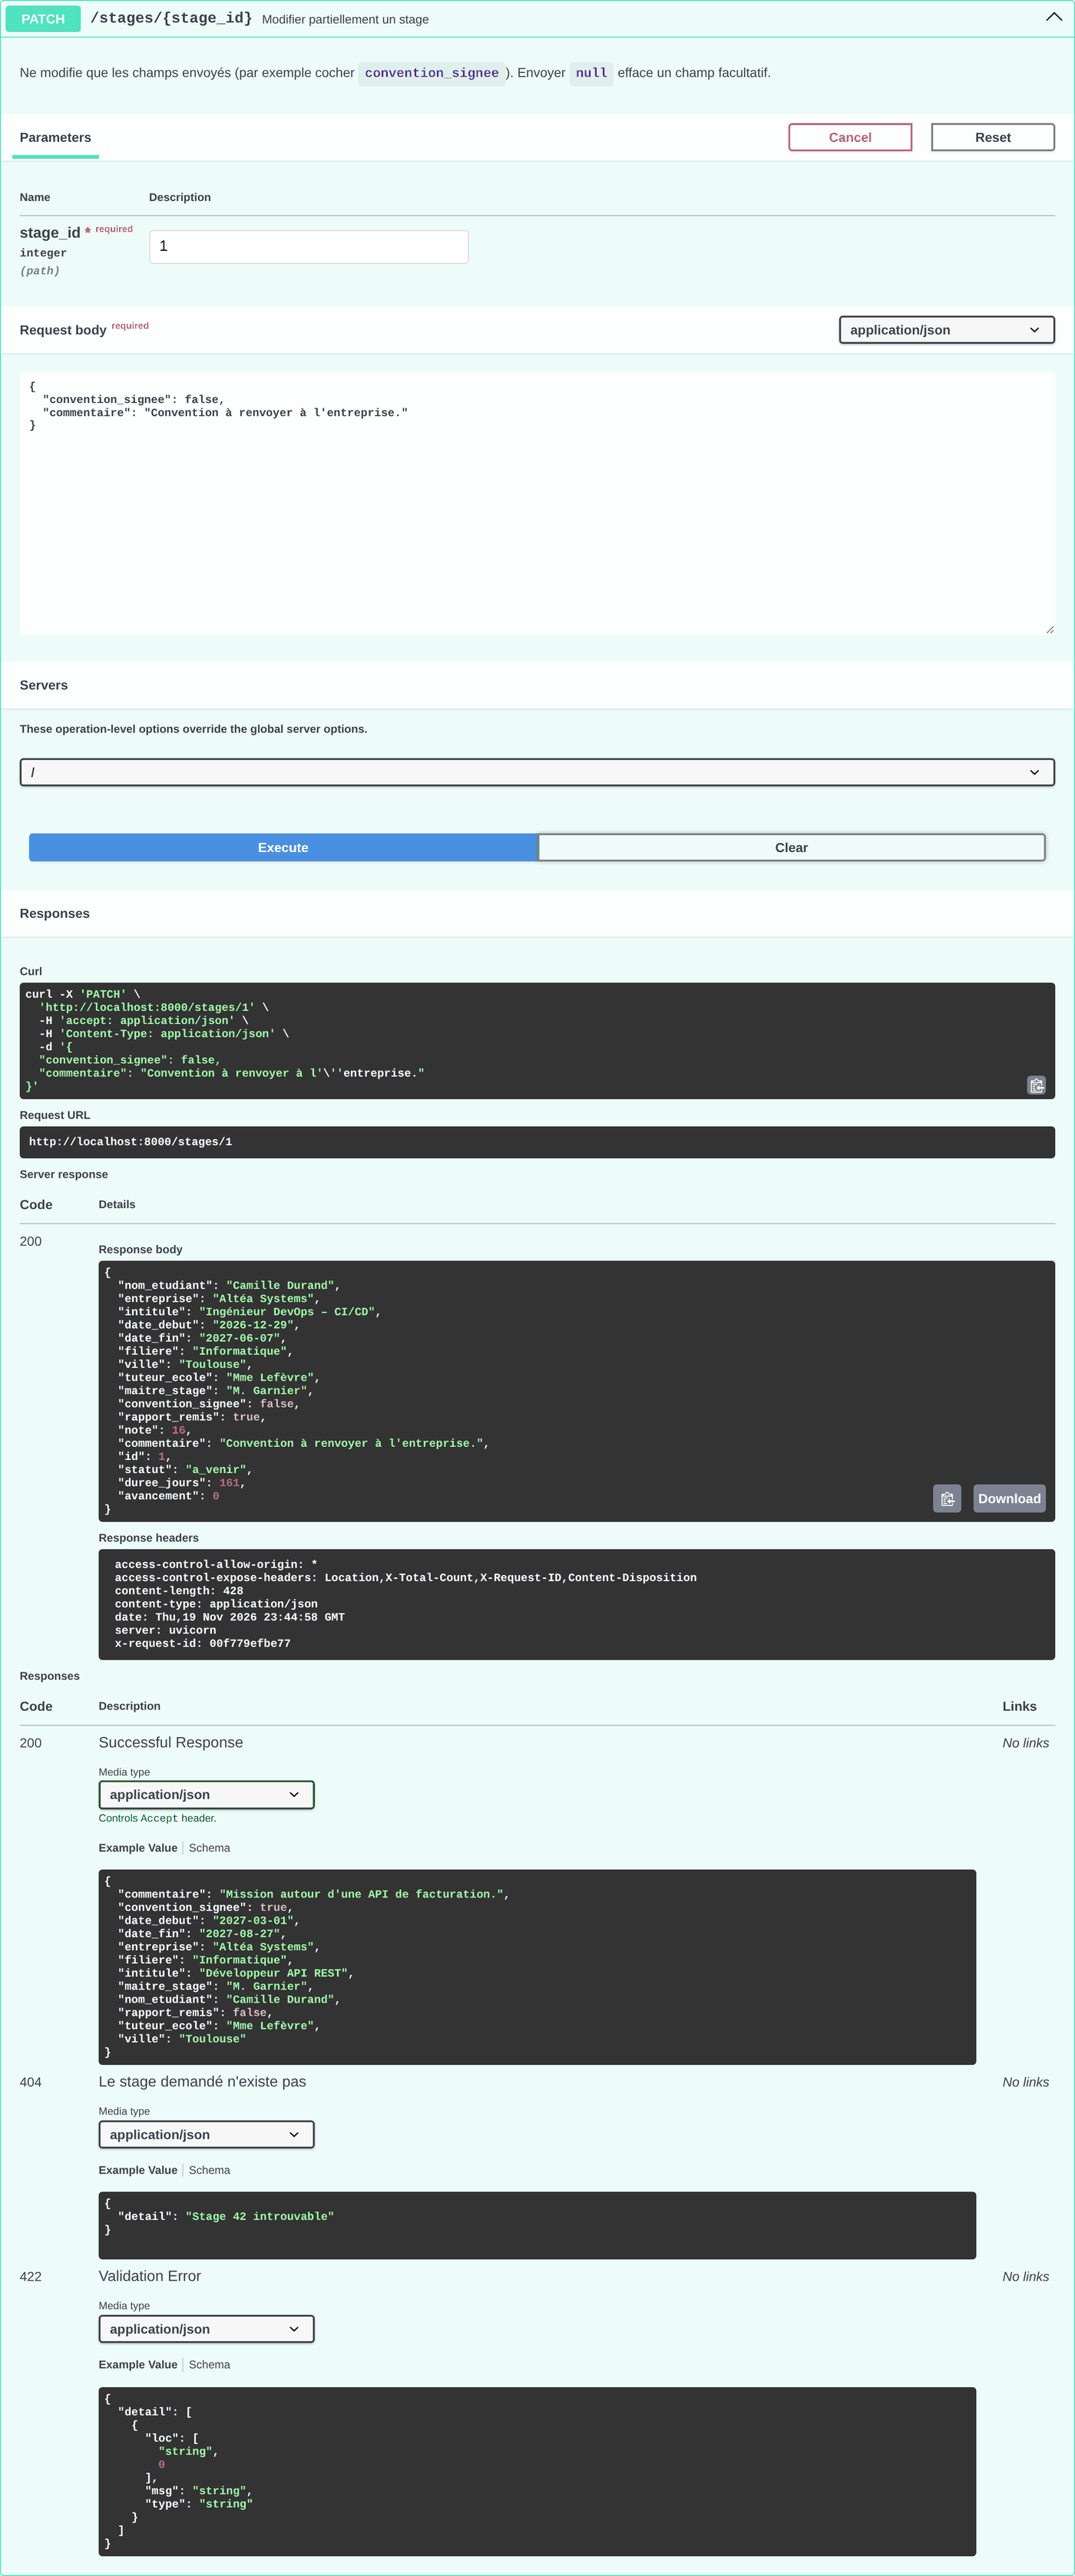 PATCH /stages/{stage_id} Modifier partiellement un stage
Ne modifie que les champs envoyés (par exemple cocher convention_signee). Envoyer null efface un champ facultatif.
Parameters
Cancel
Reset
Name Description
stage_id * required
integer
(path)
1
Request body required
application/json
{
  "convention_signee": false,
  "commentaire": "Convention à renvoyer à l'entreprise."
}
Servers
These operation-level options override the global server options.
/
Execute
Clear
Responses
Curl
curl -X 'PATCH' \
  'http://localhost:8000/stages/1' \
  -H 'accept: application/json' \
  -H 'Content-Type: application/json' \
  -d '{
  "convention_signee": false,
  "commentaire": "Convention à renvoyer à l'\''entreprise."
}'
Request URL
http://localhost:8000/stages/1
Server response
Code Details
200
Response body
{
  "nom_etudiant": "Camille Durand",
  "entreprise": "Altéa Systems",
  "intitule": "Ingénieur DevOps – CI/CD",
  "date_debut": "2026-12-29",
  "date_fin": "2027-06-07",
  "filiere": "Informatique",
  "ville": "Toulouse",
  "tuteur_ecole": "Mme Lefèvre",
  "maitre_stage": "M. Garnier",
  "convention_signee": false,
  "rapport_remis": true,
  "note": 16,
  "commentaire": "Convention à renvoyer à l'entreprise.",
  "id": 1,
  "statut": "a_venir",
  "duree_jours": 161,
  "avancement": 0
}
Download
Response headers
access-control-allow-origin: *
access-control-expose-headers: Location,X-Total-Count,X-Request-ID,Content-Disposition
content-length: 428
content-type: application/json
date: Thu,19 Nov 2026 23:44:58 GMT
server: uvicorn
x-request-id: 00f779efbe77
Responses
Code Description Links
200 Successful Response No links
Media type
application/json
Controls Accept header.
Example Value Schema
{
  "commentaire": "Mission autour d'une API de facturation.",
  "convention_signee": true,
  "date_debut": "2027-03-01",
  "date_fin": "2027-08-27",
  "entreprise": "Altéa Systems",
  "filiere": "Informatique",
  "intitule": "Développeur API REST",
  "maitre_stage": "M. Garnier",
  "nom_etudiant": "Camille Durand",
  "rapport_remis": false,
  "tuteur_ecole": "Mme Lefèvre",
  "ville": "Toulouse"
}
404 Le stage demandé n'existe pas No links
Media type
application/json
Example Value Schema
{
  "detail": "Stage 42 introuvable"
}
422 Validation Error No links
Media type
application/json
Example Value Schema
{
  "detail": [
    {
      "loc": [
        "string",
        0
      ],
      "msg": "string",
      "type": "string"
    }
  ]
}